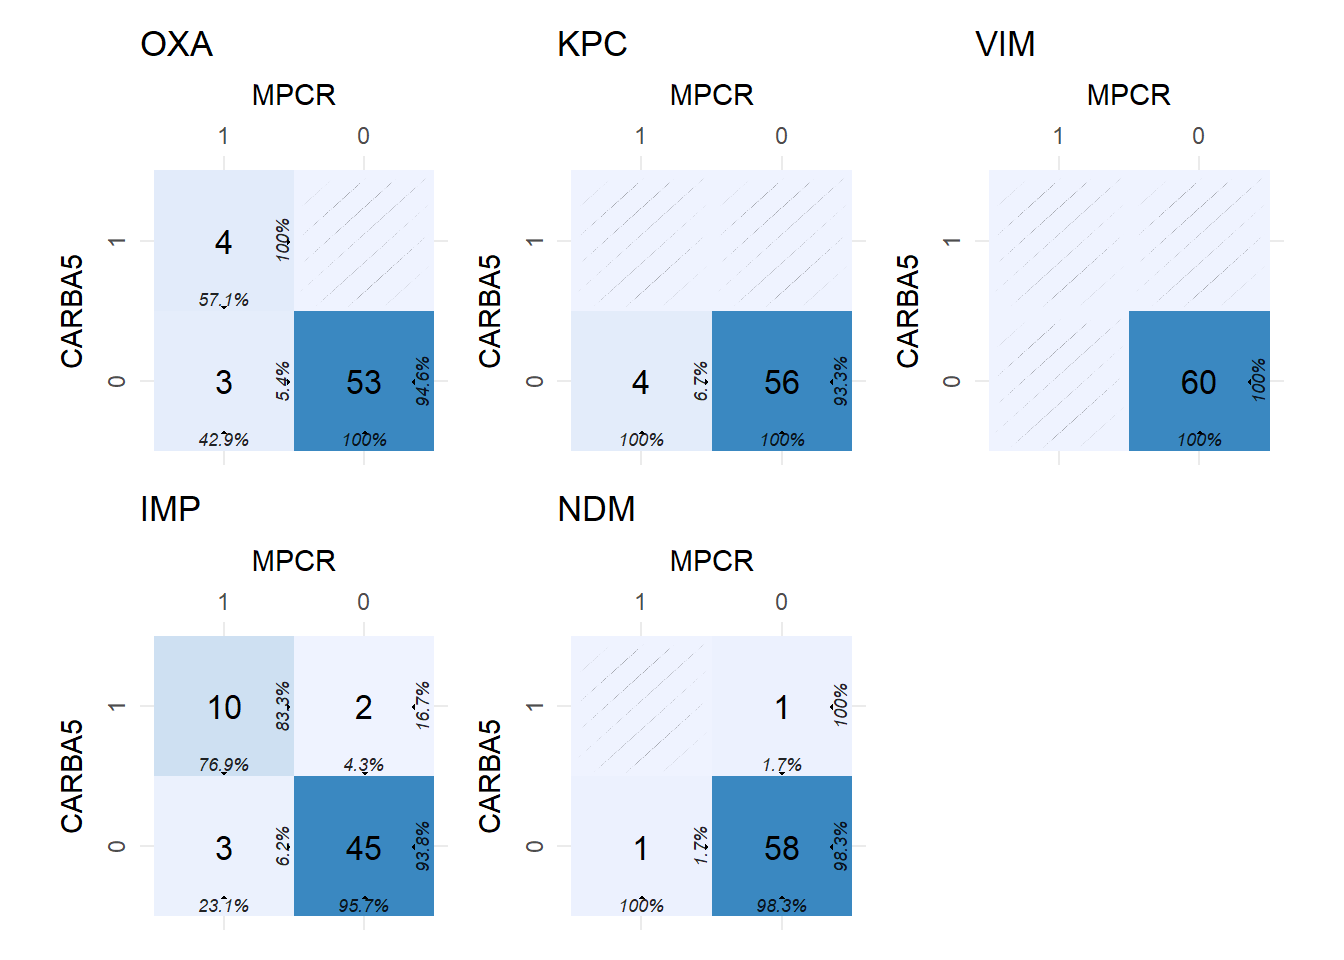 OXA
MPCR
1 0
CARBA5
1
4 100%
57.1%
0
3 5.4% 53 94.6%
42.9% 100%
KPC
MPCR
1 0
CARBA5
1
0
4 6.7% 56 93.3%
100% 100%
VIM
MPCR
1 0
CARBA5
1
0
60 100%
100%
IMP
MPCR
1 0
CARBA5
1
10 83.3% 2 16.7%
76.9% 4.3%
0
3 6.2% 45 93.8%
23.1% 95.7%
NDM
MPCR
1 0
CARBA5
1
1 100%
1.7%
0
1 1.7% 58 98.3%
100% 98.3%